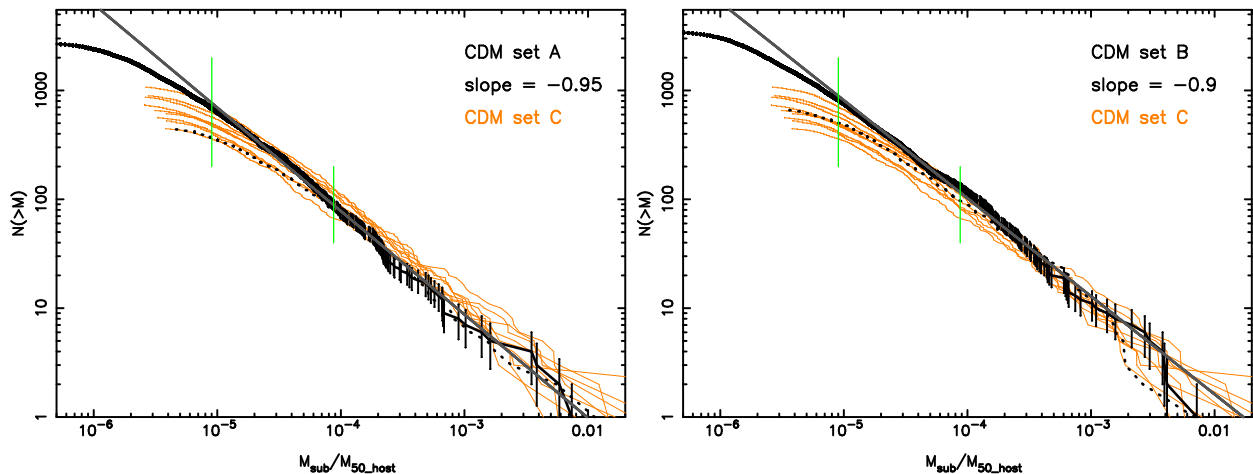 CDM set A
slope = −0.95
CDM set C
N(>M)
1000
100
10
1
10⁻⁶
10⁻⁵
10⁻⁴
10⁻³
0.01
M_sub/M_50_host
CDM set B
slope = −0.9
CDM set C
N(>M)
1000
100
10
1
10⁻⁶
10⁻⁵
10⁻⁴
10⁻³
0.01
M_sub/M_50_host